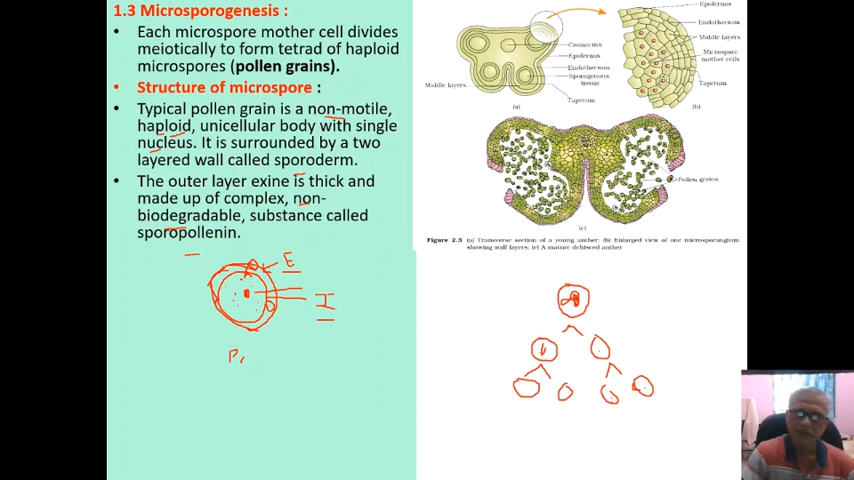 1.3 Microsporogenesis :
• Each microspore mother cell divides
meiotically to form tetrad of haploid
microspores (pollen grains).
• Structure of microspore :
• Typical pollen grain is a non-motile,
haploid, unicellular body with single
nucleus. It is surrounded by a two
layered wall called sporoderm.
• The outer layer exine is thick and
made up of complex, non-
biodegradable, substance called
sporopollenin.
E
I
P,
Epidermis
Endothecium
Middle layers
Microspore
mother cells
Tapetum
(b)
Connective
Epidermis
Endothecium
Sporogenous
tissue
Middle layers
Tapetum
(a)
Pollen grains
(c)
Figure 2.3 (a) Transverse section of a young anther; (b) Enlarged view of one microsporangium
showing wall layers; (c) A mature dehisced anther